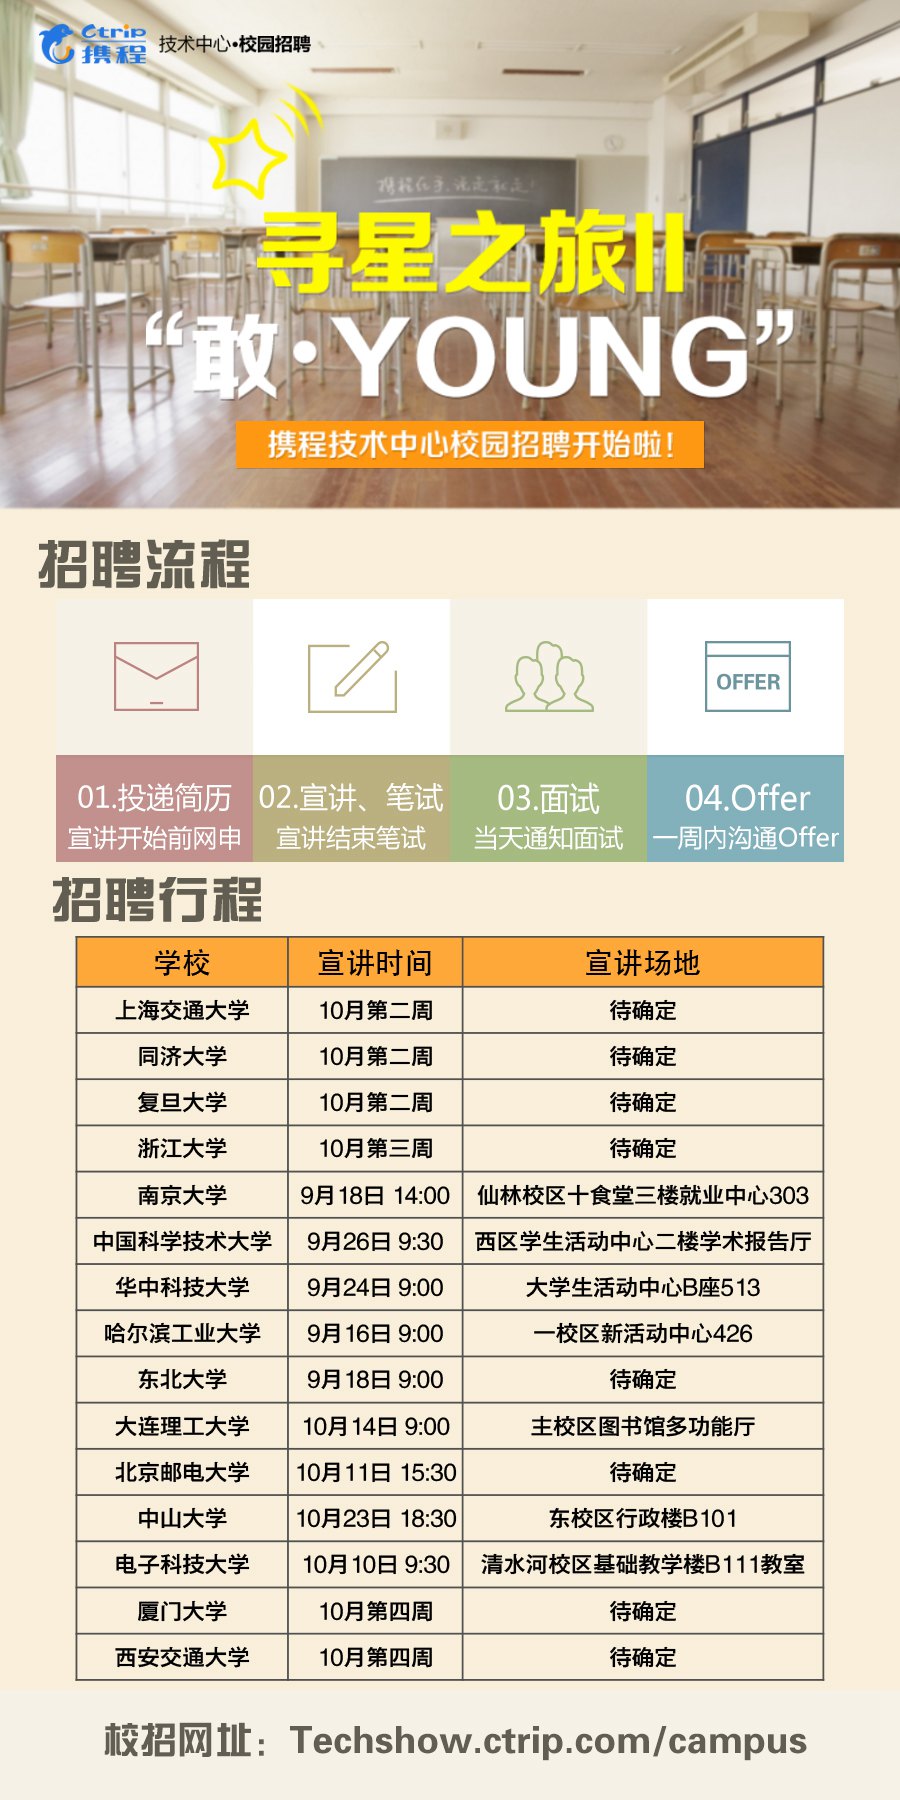 Ctrip
携程
技术中心·校园招聘
携程在手,说走就走!
寻星之旅II
“敢·YOUNG”
携程技术中心校园招聘开始啦!
招聘流程
OFFER
01.投递简历 02.宣讲、笔试 03.面试 04.Offer
宣讲开始前网申 宣讲结束笔试 当天通知面试 一周内沟通Offer
招聘行程
学校 宣讲时间 宣讲场地
上海交通大学 10月第二周 待确定
同济大学 10月第二周 待确定
复旦大学 10月第二周 待确定
浙江大学 10月第三周 待确定
南京大学 9月18日 14:00 仙林校区十食堂三楼就业中心303
中国科学技术大学 9月26日 9:30 西区学生活动中心二楼学术报告厅
华中科技大学 9月24日 9:00 大学生活动中心B座513
哈尔滨工业大学 9月16日 9:00 一校区新活动中心426
东北大学 9月18日 9:00 待确定
大连理工大学 10月14日 9:00 主校区图书馆多功能厅
北京邮电大学 10月11日 15:30 待确定
中山大学 10月23日 18:30 东校区行政楼B101
电子科技大学 10月10日 9:30 清水河校区基础教学楼B111教室
厦门大学 10月第四周 待确定
西安交通大学 10月第四周 待确定
校招网址：Techshow.ctrip.com/campus